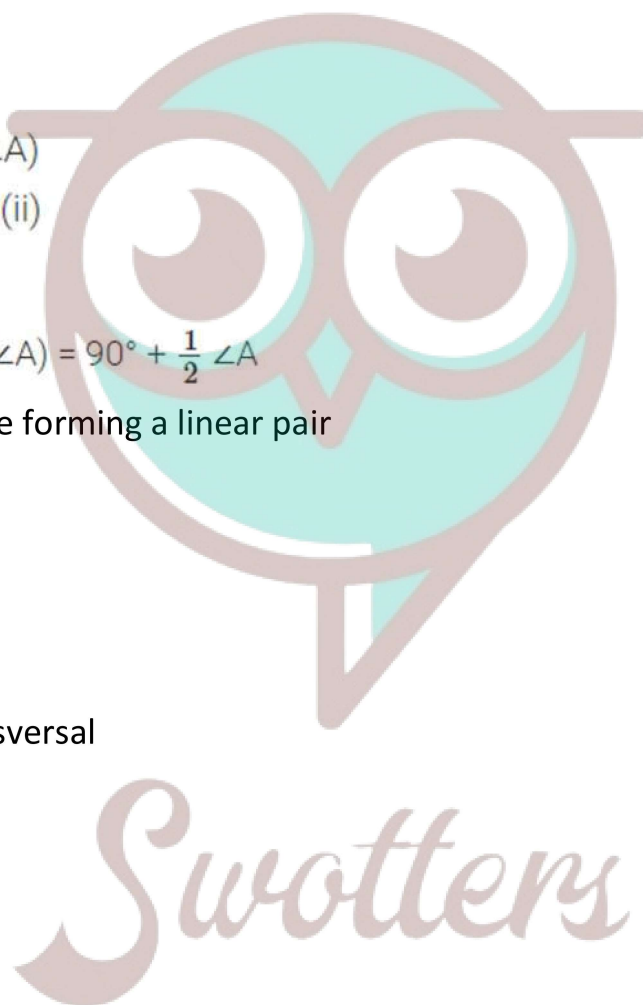 A)
(ii)
∠A) = 90° + 1/2 ∠A
e forming a linear pair
sversal
Swotters